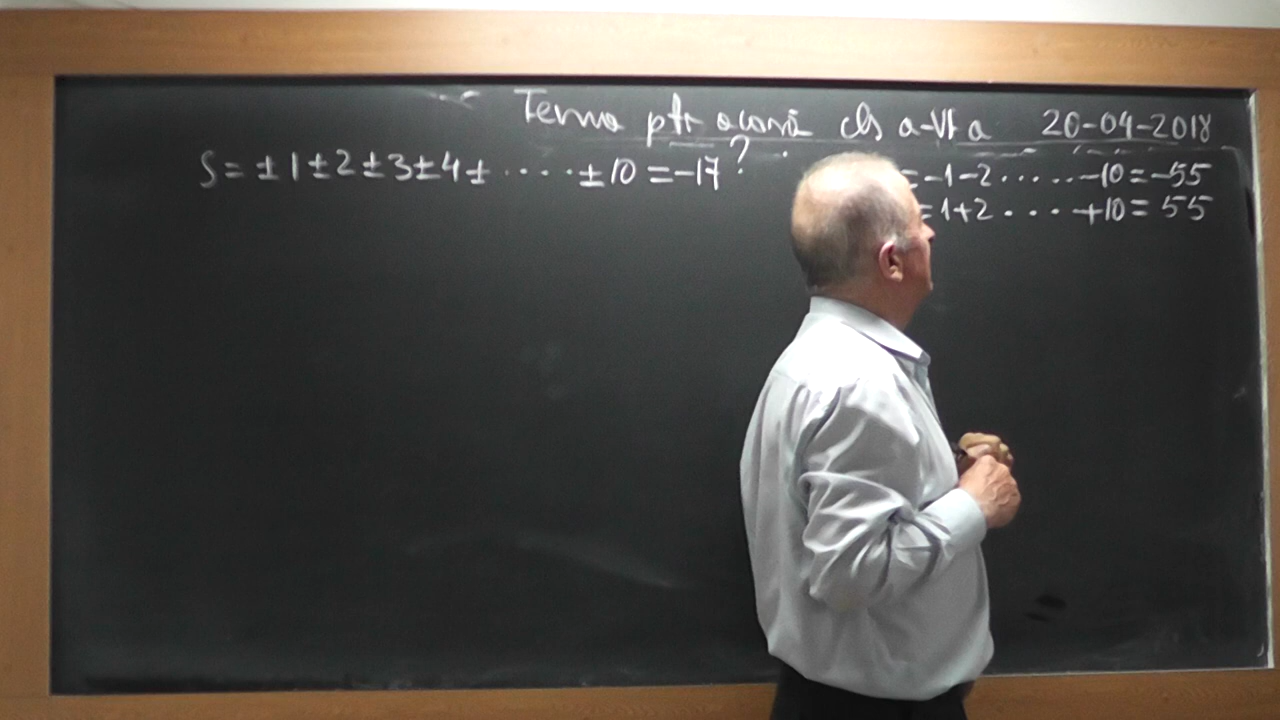 Tema ptr acasă cls a-VI a 20-04-2018
S = ±1±2±3±4± ····· ±10 = -17 ?
= -1-2 ······ -10 = -55
= 1+2 ···· +10 = 55